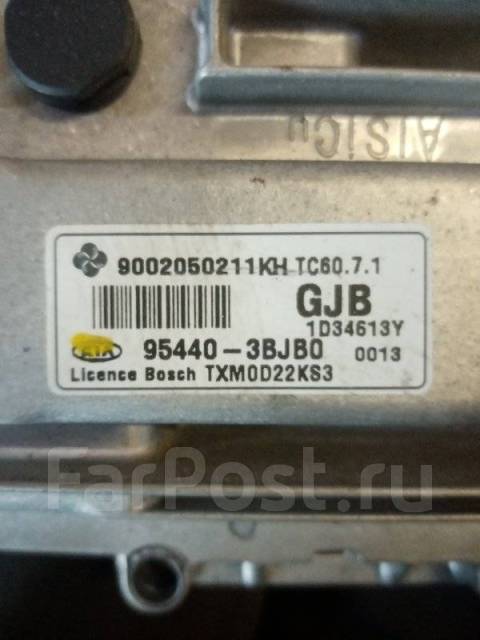 AlSiCu
9002050211KH TC60.7.1
GJB
1D34613Y
KIA 95440-3BJB0 0013
Licence Bosch TXM0D22KS3
FarPost.ru